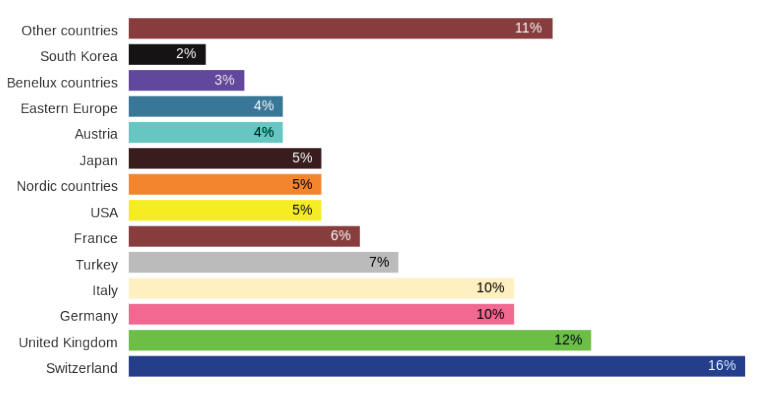 Other countries 11%
South Korea 2%
Benelux countries 3%
Eastern Europe 4%
Austria 4%
Japan 5%
Nordic countries 5%
USA 5%
France 6%
Turkey 7%
Italy 10%
Germany 10%
United Kingdom 12%
Switzerland 16%